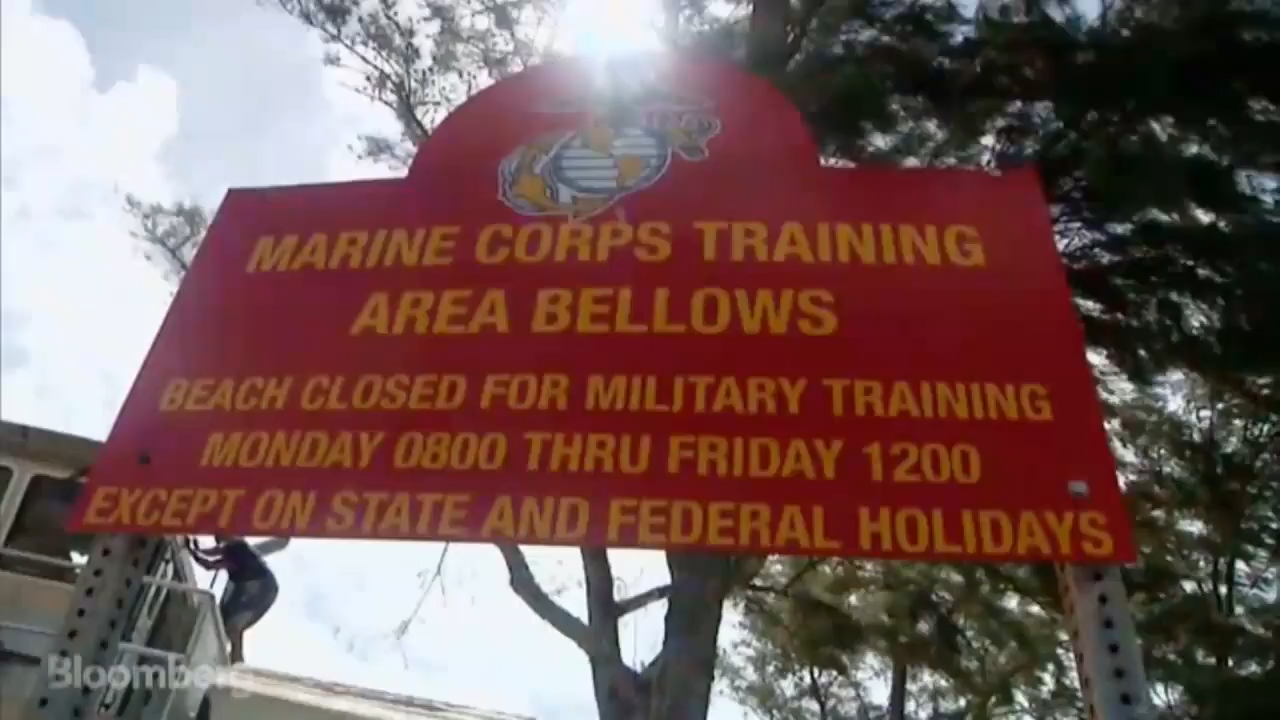 MARINE CORPS TRAINING
AREA BELLOWS
BEACH CLOSED FOR MILITARY TRAINING
MONDAY 0800 THRU FRIDAY 1200
EXCEPT ON STATE AND FEDERAL HOLIDAYS
Bloomberg